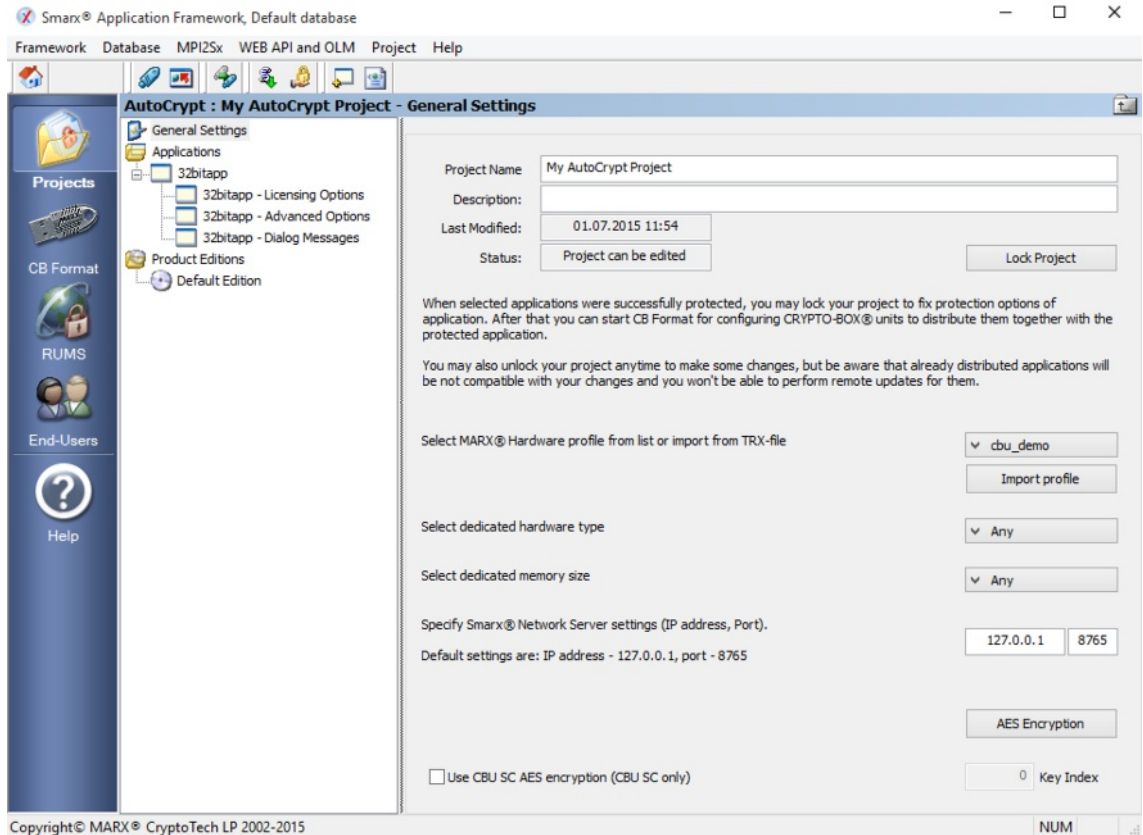 Smarx® Application Framework, Default database
Framework Database MPI2Sx WEB API and OLM Project Help
AutoCrypt : My AutoCrypt Project - General Settings
Projects
CB Format
RUMS
End-Users
Help
General Settings
Applications
32bitapp
32bitapp - Licensing Options
32bitapp - Advanced Options
32bitapp - Dialog Messages
Product Editions
Default Edition
Project Name My AutoCrypt Project
Description:
Last Modified: 01.07.2015 11:54
Status: Project can be edited Lock Project
When selected applications were successfully protected, you may lock your project to fix protection options of
application. After that you can start CB Format for configuring CRYPTO-BOX® units to distribute them together with the
protected application.
You may also unlock your project anytime to make some changes, but be aware that already distributed applications will
be not compatible with your changes and you won't be able to perform remote updates for them.
Select MARX® Hardware profile from list or import from TRX-file cbu_demo
Import profile
Select dedicated hardware type Any
Select dedicated memory size Any
Specify Smarx® Network Server settings (IP address, Port). 127.0.0.1 8765
Default settings are: IP address - 127.0.0.1, port - 8765
AES Encryption
Use CBU SC AES encryption (CBU SC only) 0 Key Index
Copyright© MARX® CryptoTech LP 2002-2015 NUM